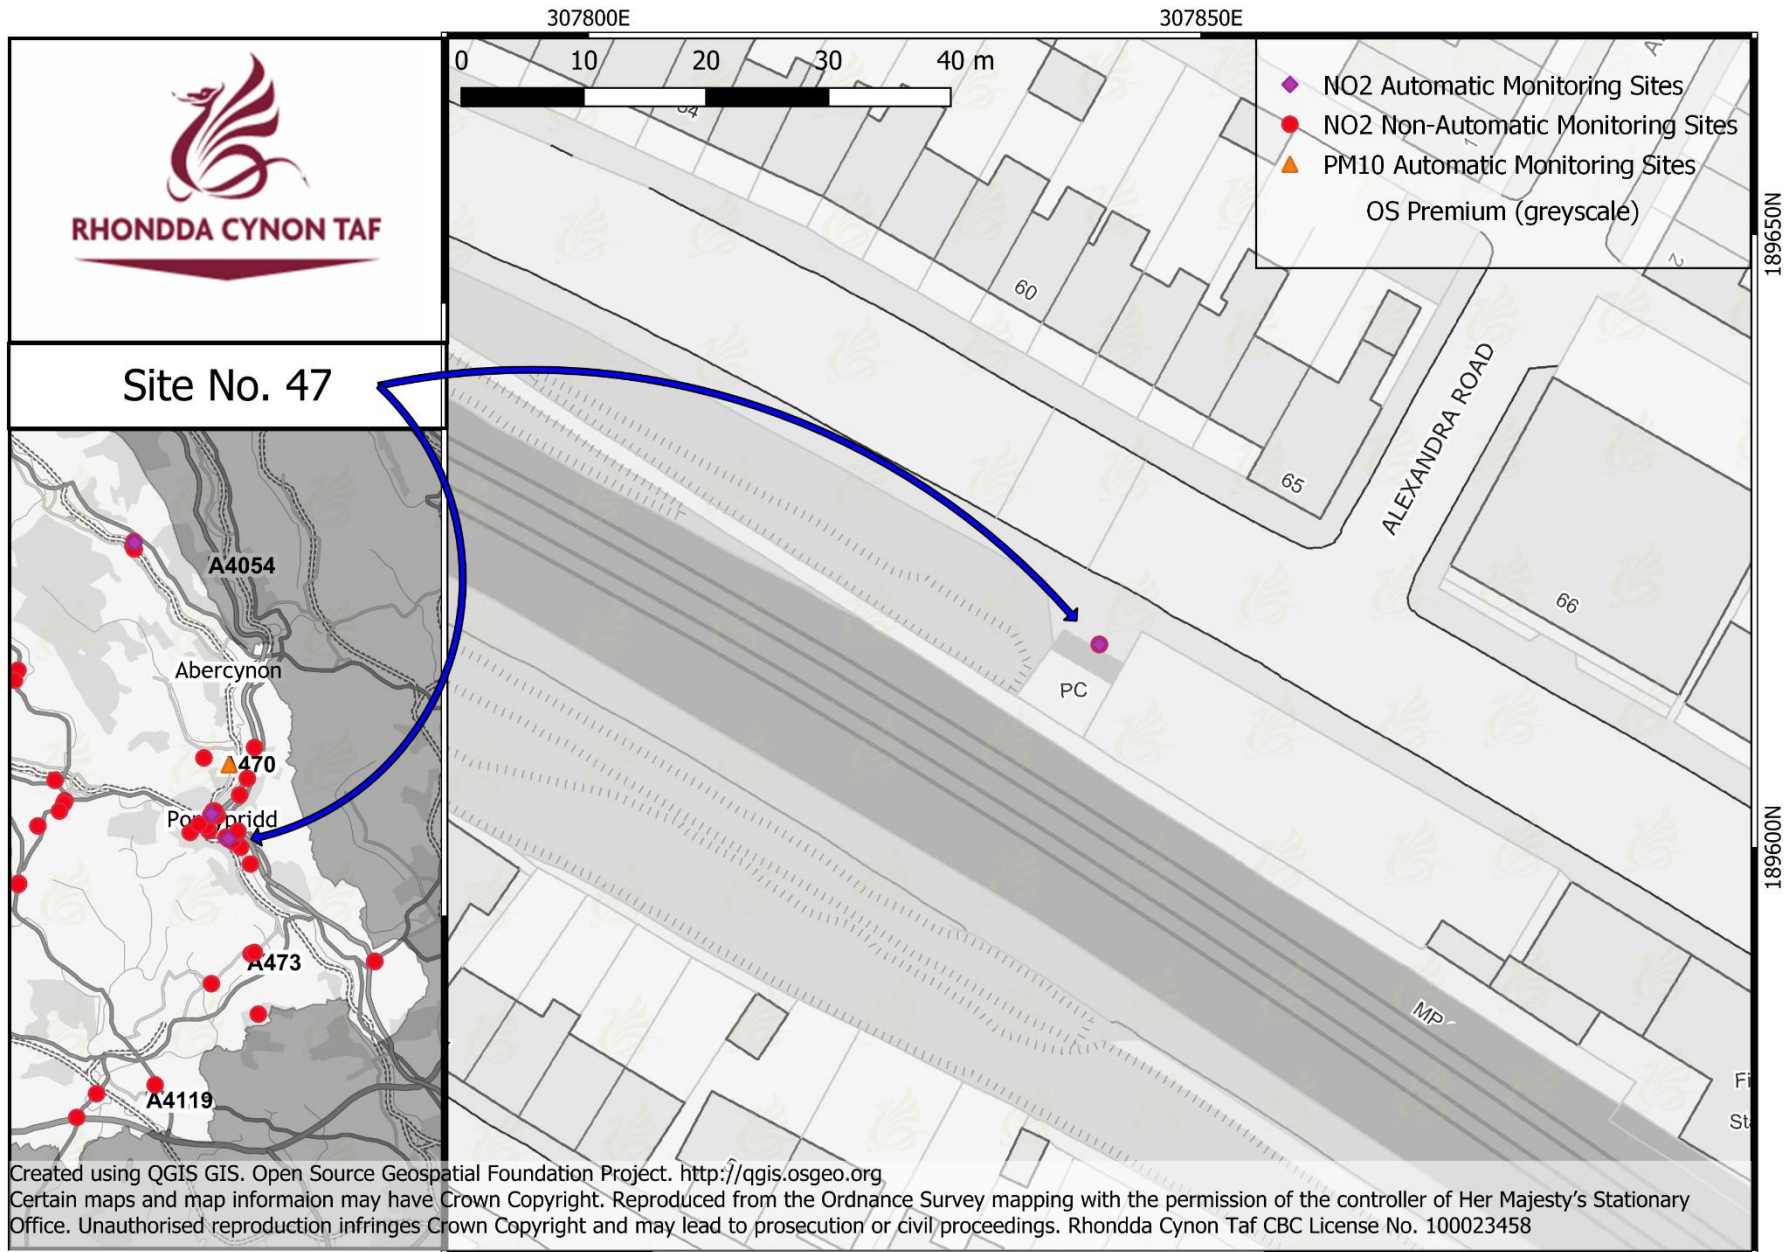 307800E
307850E
0 10 20 30 40 m
NO2 Automatic Monitoring Sites
NO2 Non-Automatic Monitoring Sites
PM10 Automatic Monitoring Sites
OS Premium (greyscale)
RHONDDA CYNON TAF
Site No. 47
189650N
189600N
54
60
65
66
1
2
ALEXANDRA ROAD
PC
MP
A4054
Abercynon
470
A473
A4119
Created using QGIS GIS. Open Source Geospatial Foundation Project. http://qgis.osgeo.org
Certain maps and map informaion may have Crown Copyright. Reproduced from the Ordnance Survey mapping with the permission of the controller of Her Majesty's Stationary
Office. Unauthorised reproduction infringes Crown Copyright and may lead to prosecution or civil proceedings. Rhondda Cynon Taf CBC License No. 100023458